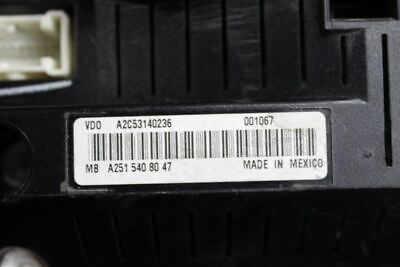 VDO A2C53140236 001067
MB A251 540 80 47 MADE IN MEXICO